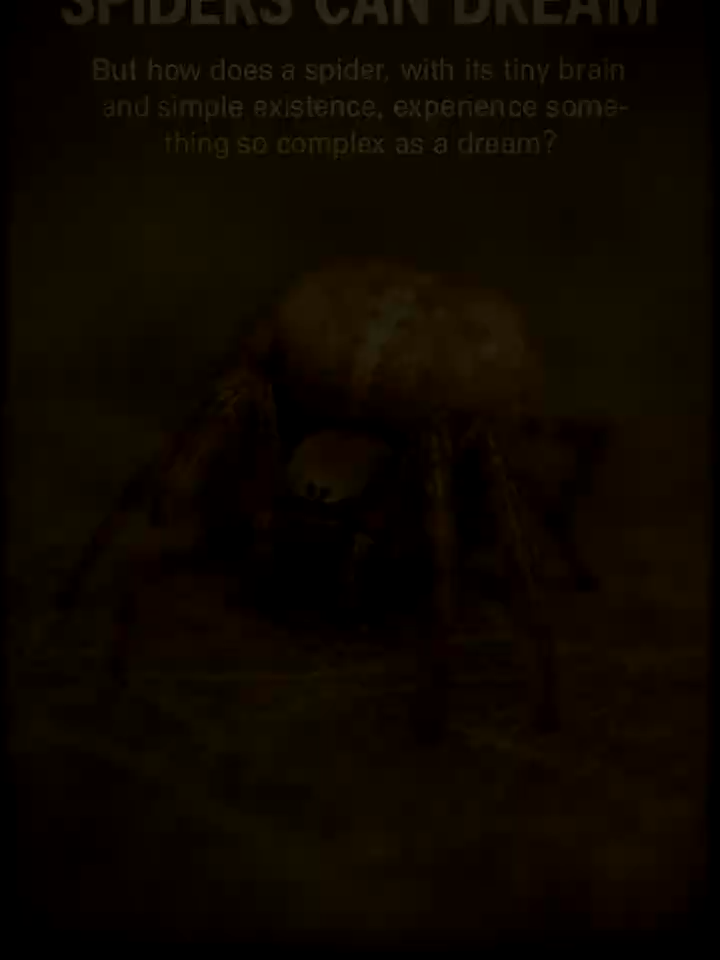 SPIDERS CAN DREAM
But how does a spider, with its tiny brain
and simple existence, experience some-
thing so complex as a dream?